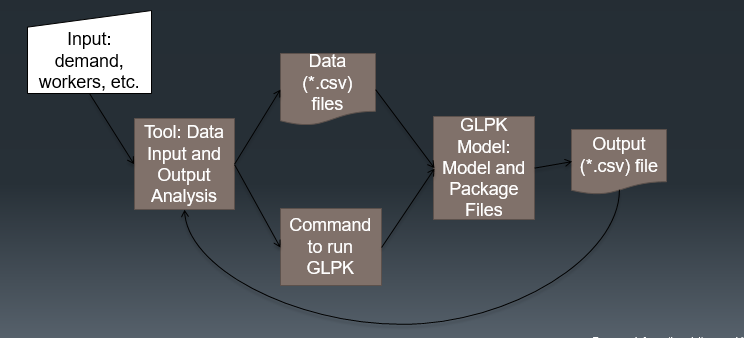 Input:
demand,
workers, etc.
Tool: Data
Input and
Output
Analysis
Data
(*.csv)
files
Command
to run
GLPK
GLPK
Model:
Model and
Package
Files
Output
(*.csv) file